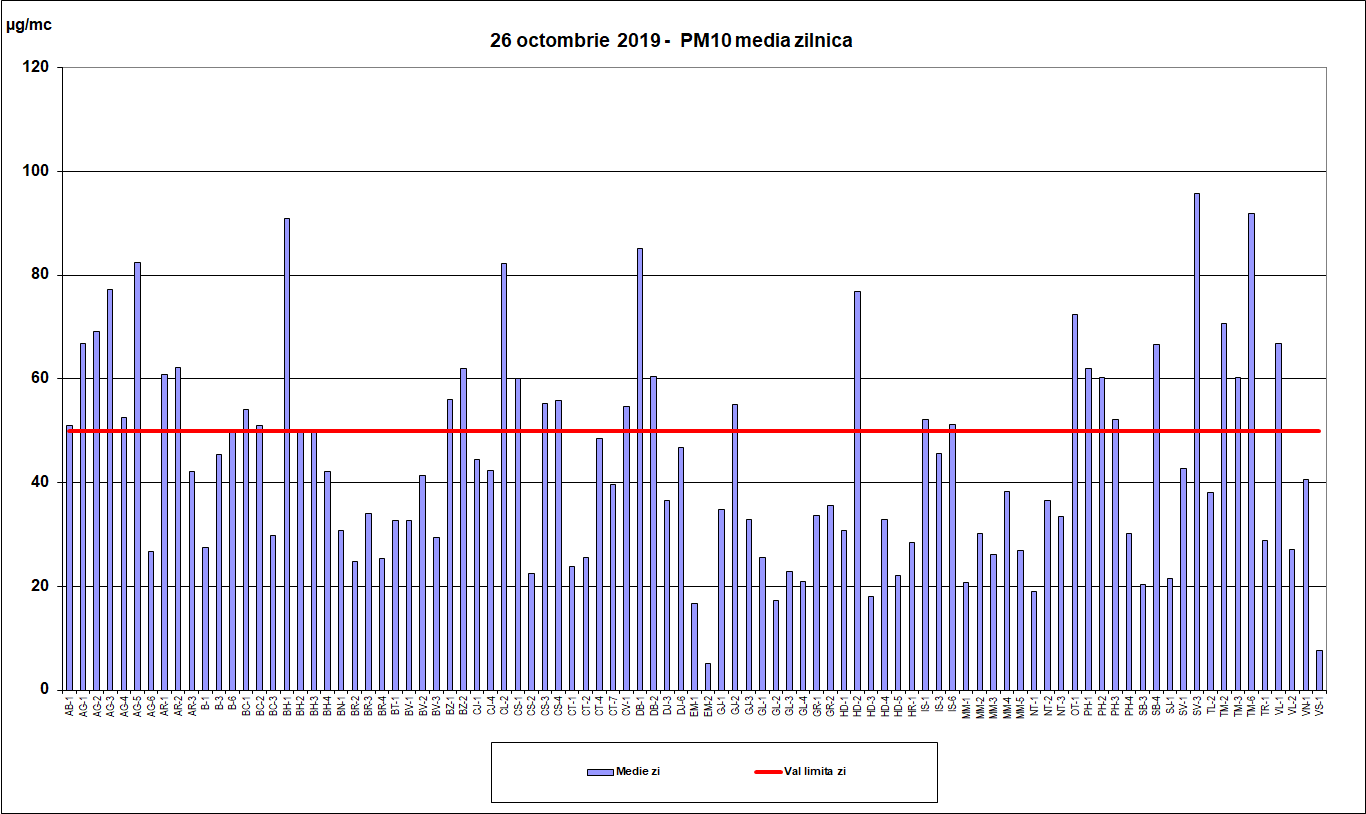 µg/mc
26 octombrie 2019 - PM10 media zilnica
120
100
80
60
40
20
0
AB-1 AG-1 AG-2 AG-3 AG-4 AG-5 AG-6 AR-1 AR-2 AR-3 B-1 B-3 B-6 BC-1 BC-2 BC-3 BH-1 BH-2 BH-3 BH-4 BN-1 BR-2 BR-3 BR-4 BT-1 BV-1 BV-2 BV-3 BZ-1 BZ-2 CJ-1 CJ-4 CL-2 CS-1 CS-2 CS-3 CS-4 CT-1 CT-2 CT-4 CT-7 CV-1 DB-1 DB-2 DJ-3 DJ-6 EM-1 EM-2 GJ-1 GJ-2 GJ-3 GL-1 GL-2 GL-3 GL-4 GR-1 GR-2 HD-1 HD-2 HD-3 HD-4 HD-5 HR-1 IS-1 IS-3 IS-6 MM-1 MM-2 MM-3 MM-4 MM-5 NT-1 NT-2 NT-3 OT-1 PH-1 PH-2 PH-3 PH-4 SB-3 SB-4 SJ-1 SV-1 SV-3 TL-2 TM-2 TM-3 TM-6 TR-1 VL-1 VL-2 VN-1 VS-1
Medie zi
Val limita zi